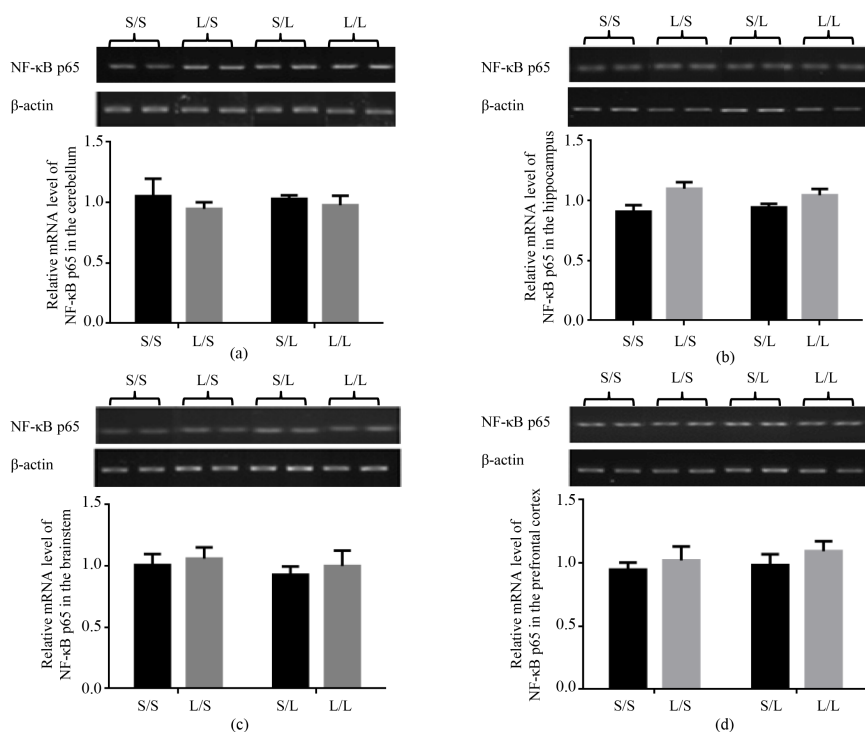 S/S L/S S/L L/L
NF-κB p65
β-actin
Relative mRNA level of
NF-κB p65 in the cerebellum
1.5
1.0
0.5
0.0
S/S L/S S/L L/L
(a)
S/S L/S S/L L/L
NF-κB p65
β-actin
Relative mRNA level of
NF-κB p65 in the hippocampus
1.5
1.0
0.5
0.0
S/S L/S S/L L/L
(b)
S/S L/S S/L L/L
NF-κB p65
β-actin
Relative mRNA level of
NF-κB p65 in the brainstem
1.5
1.0
0.5
0.0
S/S L/S S/L L/L
(c)
S/S L/S S/L L/L
NF-κB p65
β-actin
Relative mRNA level of
NF-κB p65 in the prefrontal cortex
1.5
1.0
0.5
0.0
S/S L/S S/L L/L
(d)